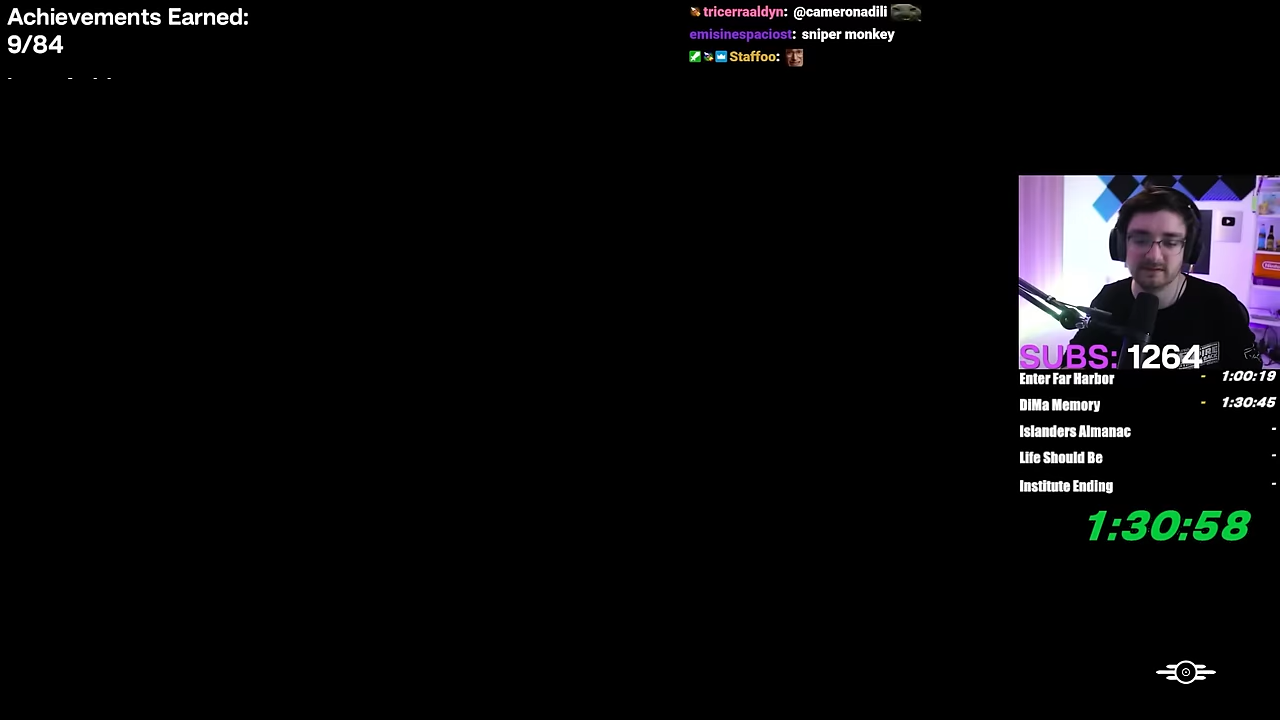 Achievements Earned:
9/84
tricerraaldyn: @cameronadili
emisinespaciost: sniper monkey
Staffoo:
SUBS: 1264
Enter Far Harbor - 1:00:19
DiMa Memory - 1:30:45
Islanders Almanac -
Life Should Be -
Institute Ending -
1:30:58